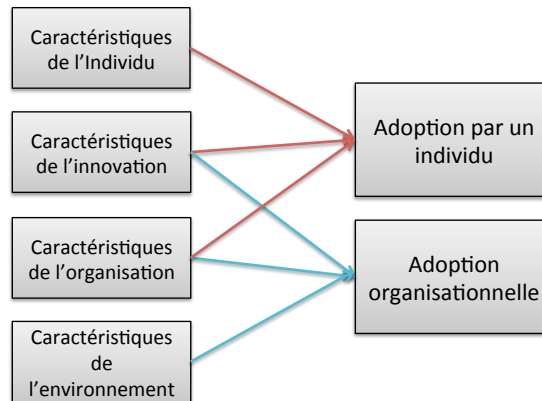 Caractéristiques
de l'Individu
Caractéristiques
de l'innovation
Caractéristiques
de l'organisation
Caractéristiques
de
l'environnement
Adoption par un
individu
Adoption
organisationnelle